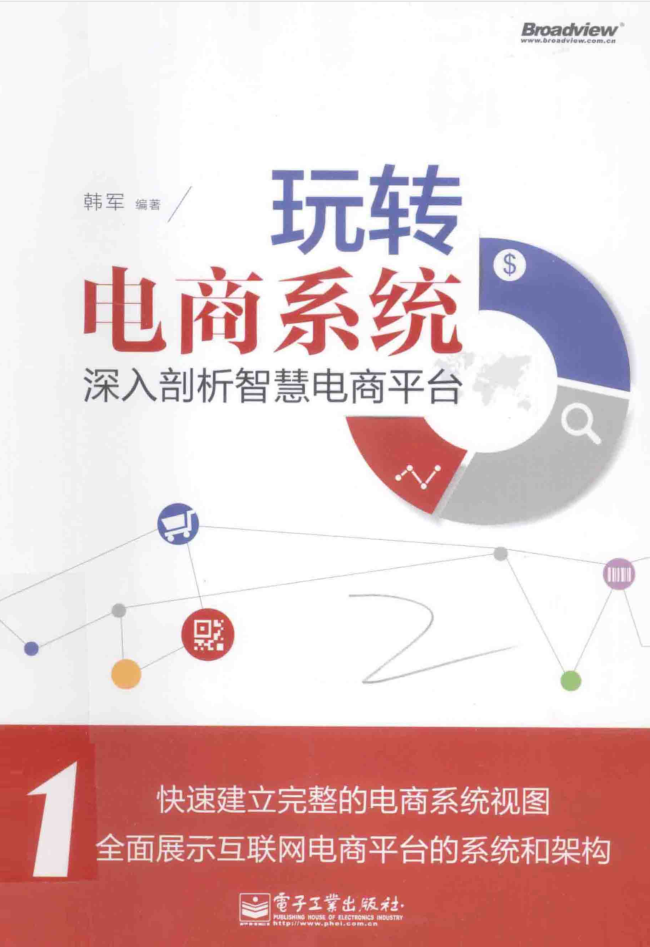 Broadview®
www.broadview.com.cn
韩军 编著
玩转
电商系统
深入剖析智慧电商平台
$
2
1
快速建立完整的电商系统视图
全面展示互联网电商平台的系统和架构
電子工業出版社·
PUBLISHING HOUSE OF ELECTRONICS INDUSTRY
http://www.phei.com.cn